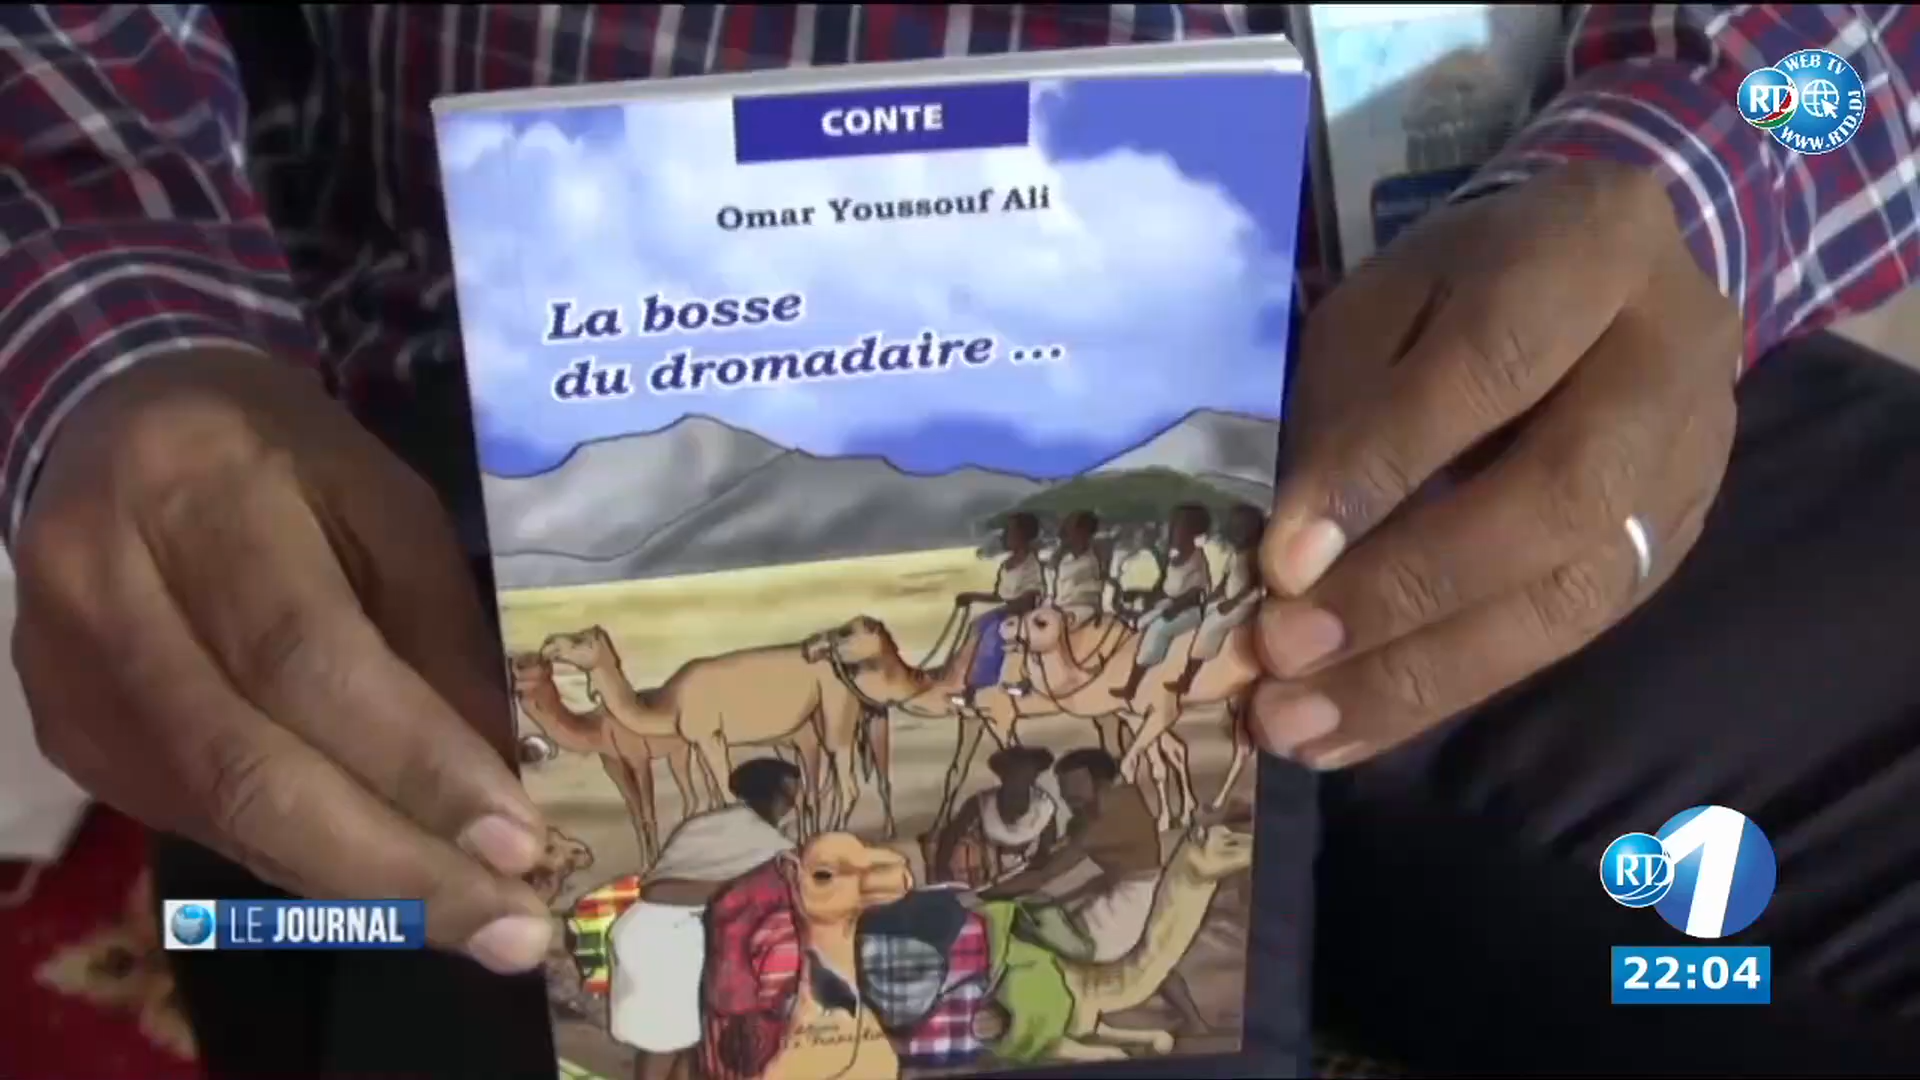 CONTE
Omar Youssouf Ali
La bosse
du dromadaire ...
WEB TV
RTD
WWW.RTD.DJ
LE JOURNAL
RTD 1
22:04